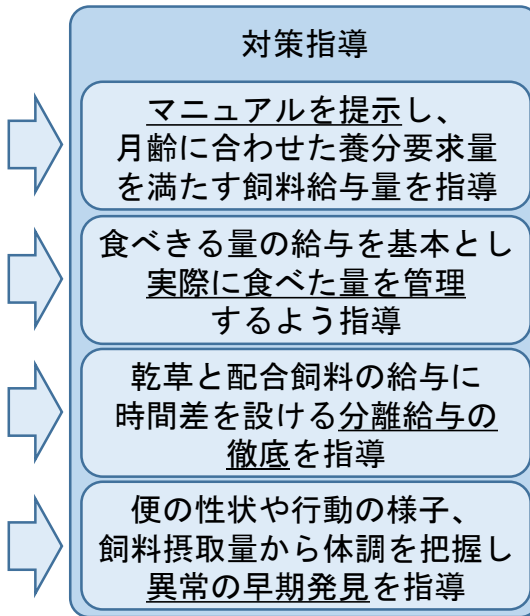 対策指導
マニュアルを提示し、
月齢に合わせた養分要求量
を満たす飼料給与量を指導
食べきる量の給与を基本とし
実際に食べた量を管理
するよう指導
乾草と配合飼料の給与に
時間差を設ける分離給与の
徹底を指導
便の性状や行動の様子、
飼料摂取量から体調を把握し
異常の早期発見を指導